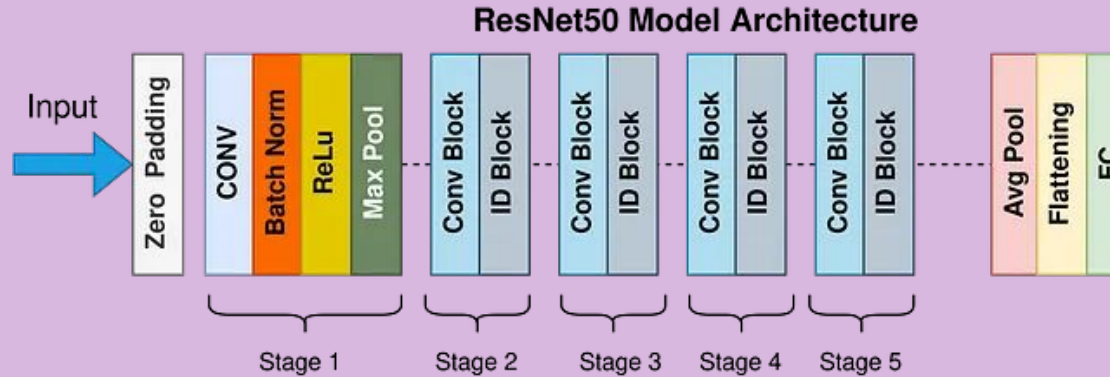 ResNet50 Model Architecture
Input
Zero Padding
CONV
Batch Norm
ReLu
Max Pool
Conv Block
ID Block
Conv Block
ID Block
Conv Block
ID Block
Conv Block
ID Block
Avg Pool
Flattening
FC
Stage 1
Stage 2
Stage 3
Stage 4
Stage 5